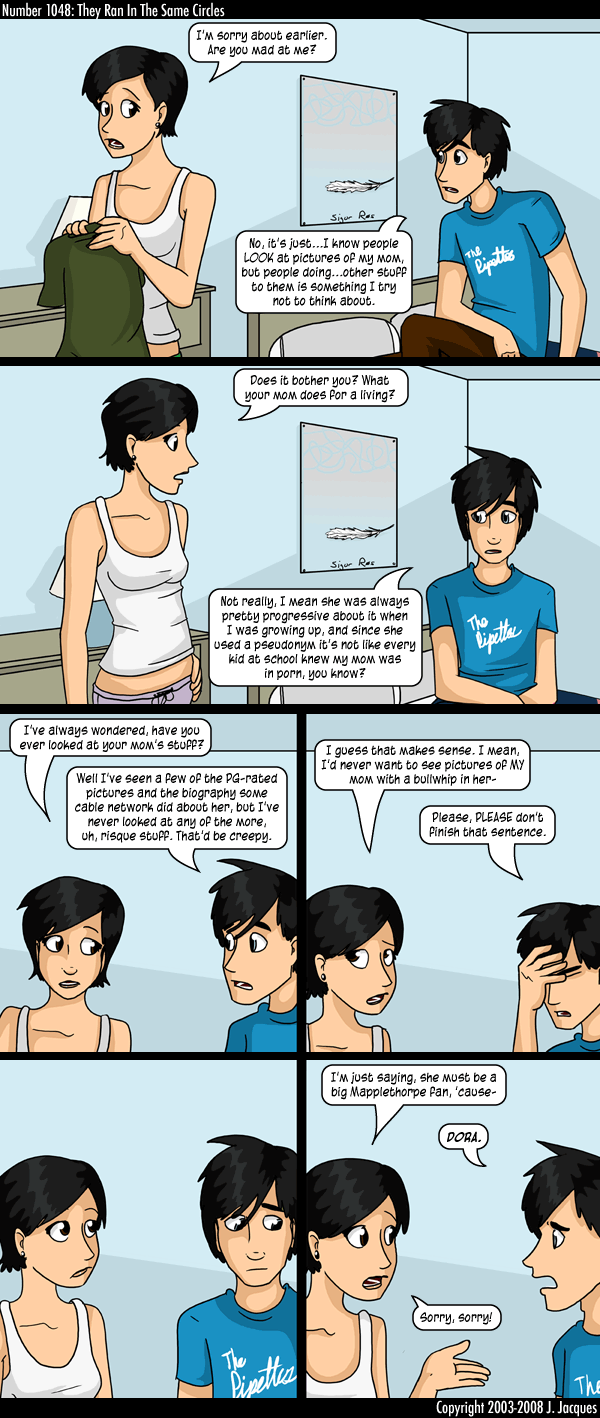 Number 1048: They Ran In The Same Circles
I'm sorry about earlier.
Are you mad at me?
No, it's just...I know people
LOOK at pictures of my mom,
but people doing...other stuff
to them is something I try
not to think about.
Sigur Ros
The
Pipettes
Does it bother you? What
your mom does for a living?
Not really, I mean she was always
pretty progressive about it when
I was growing up, and since she
used a pseudonym it's not like every
kid at school knew my mom was
in porn, you know?
Sigur Ros
The
Pipettes
I've always wondered, have you
ever looked at your mom's stuff?
Well I've seen a few of the PG-rated
pictures and the biography some
cable network did about her, but I've
never looked at any of the more,
uh, risque stuff. That'd be creepy.
I guess that makes sense. I mean,
I'd never want to see pictures of MY
mom with a bullwhip in her-
Please, PLEASE don't
finish that sentence.
The
Pipettes
I'm just saying, she must be a
big Mapplethorpe fan, 'cause-
DORA.
Sorry, sorry!
The
Copyright 2003-2008 J. Jacques